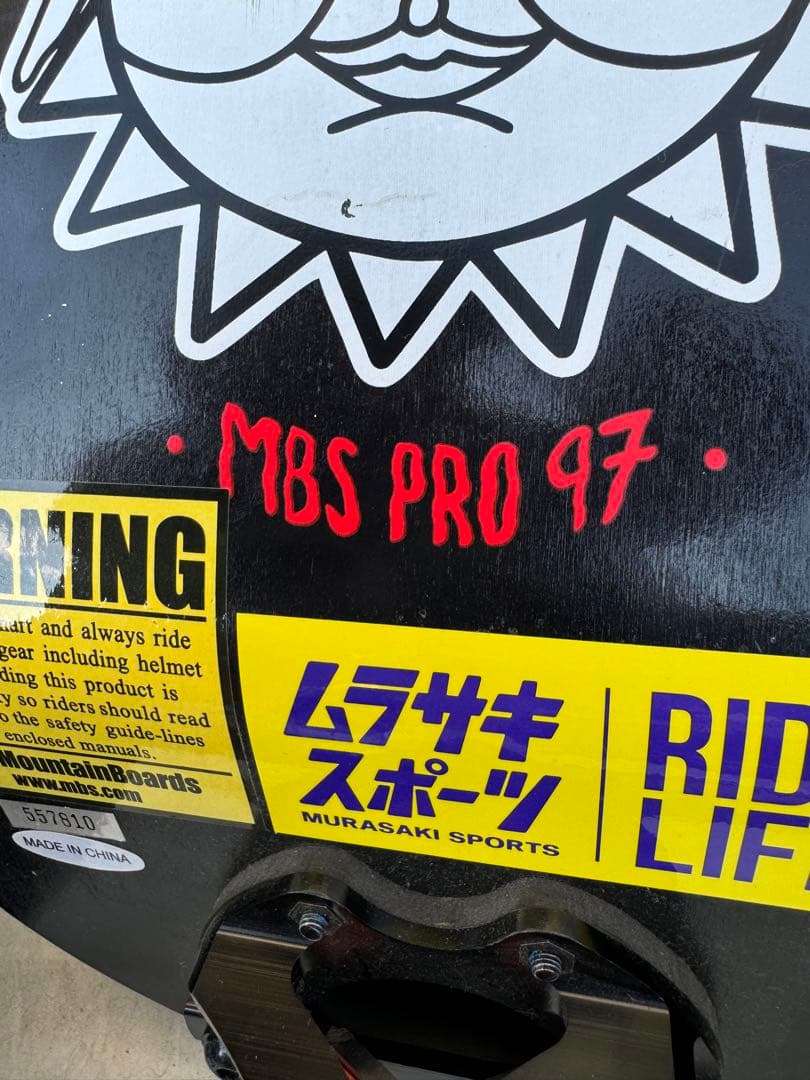 MBS PRO 97
RNING
art and always ride
gear including helmet
ding this product is
ty so riders should read
o the safety guide-lines
enclosed manuals.
MountainBoards
www.mbs.com
557810
MADE IN CHINA
ムラサキ
スポーツ
MURASAKI SPORTS
RID
LIF